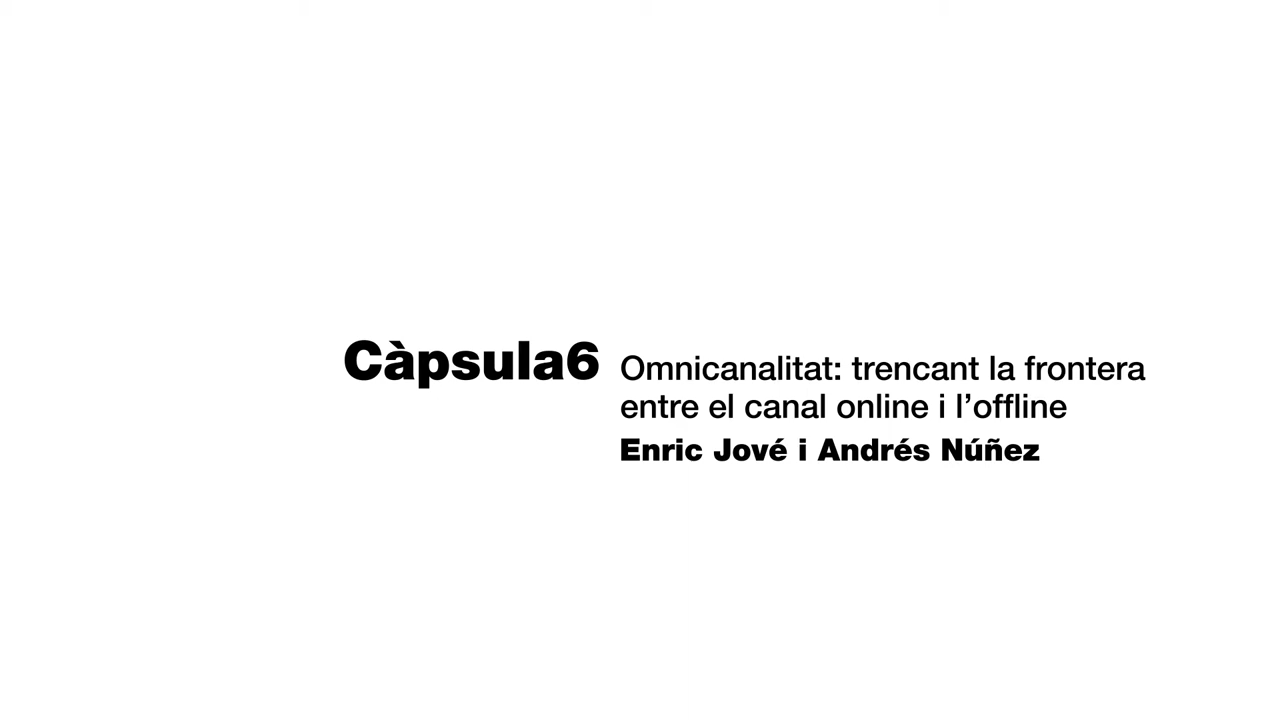 Càpsula6
Omnicanalitat: trencant la frontera
entre el canal online i l’offline
Enric Jové i Andrés Núñez